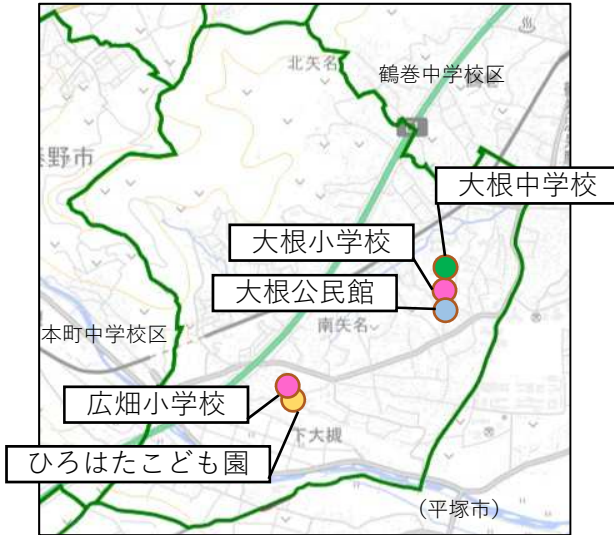 北矢名
鶴巻中学校区
鶴巻
秦野市
大根中学校
大根小学校
大根公民館
南矢名
本町中学校区
広畑小学校
下大槻
ひろはたこども園
（平塚市）